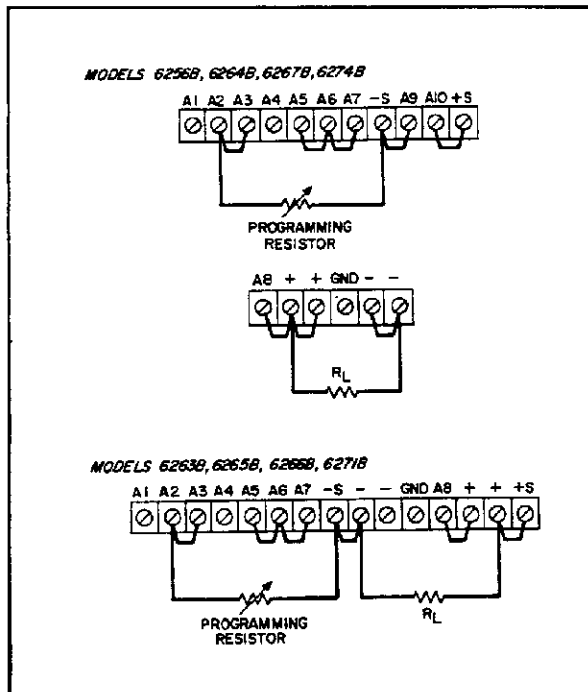 MODELS 6256B, 6264B, 6267B, 6274B
A1 A2 A3 A4 A5 A6 A7 -S A9 A10 +S
PROGRAMMING
RESISTOR
A8 + + GND - -
RL
MODELS 6263B, 6265B, 6266B, 6271B
A1 A2 A3 A4 A5 A6 A7 -S - - GND A8 + + +S
PROGRAMMING
RESISTOR
RL